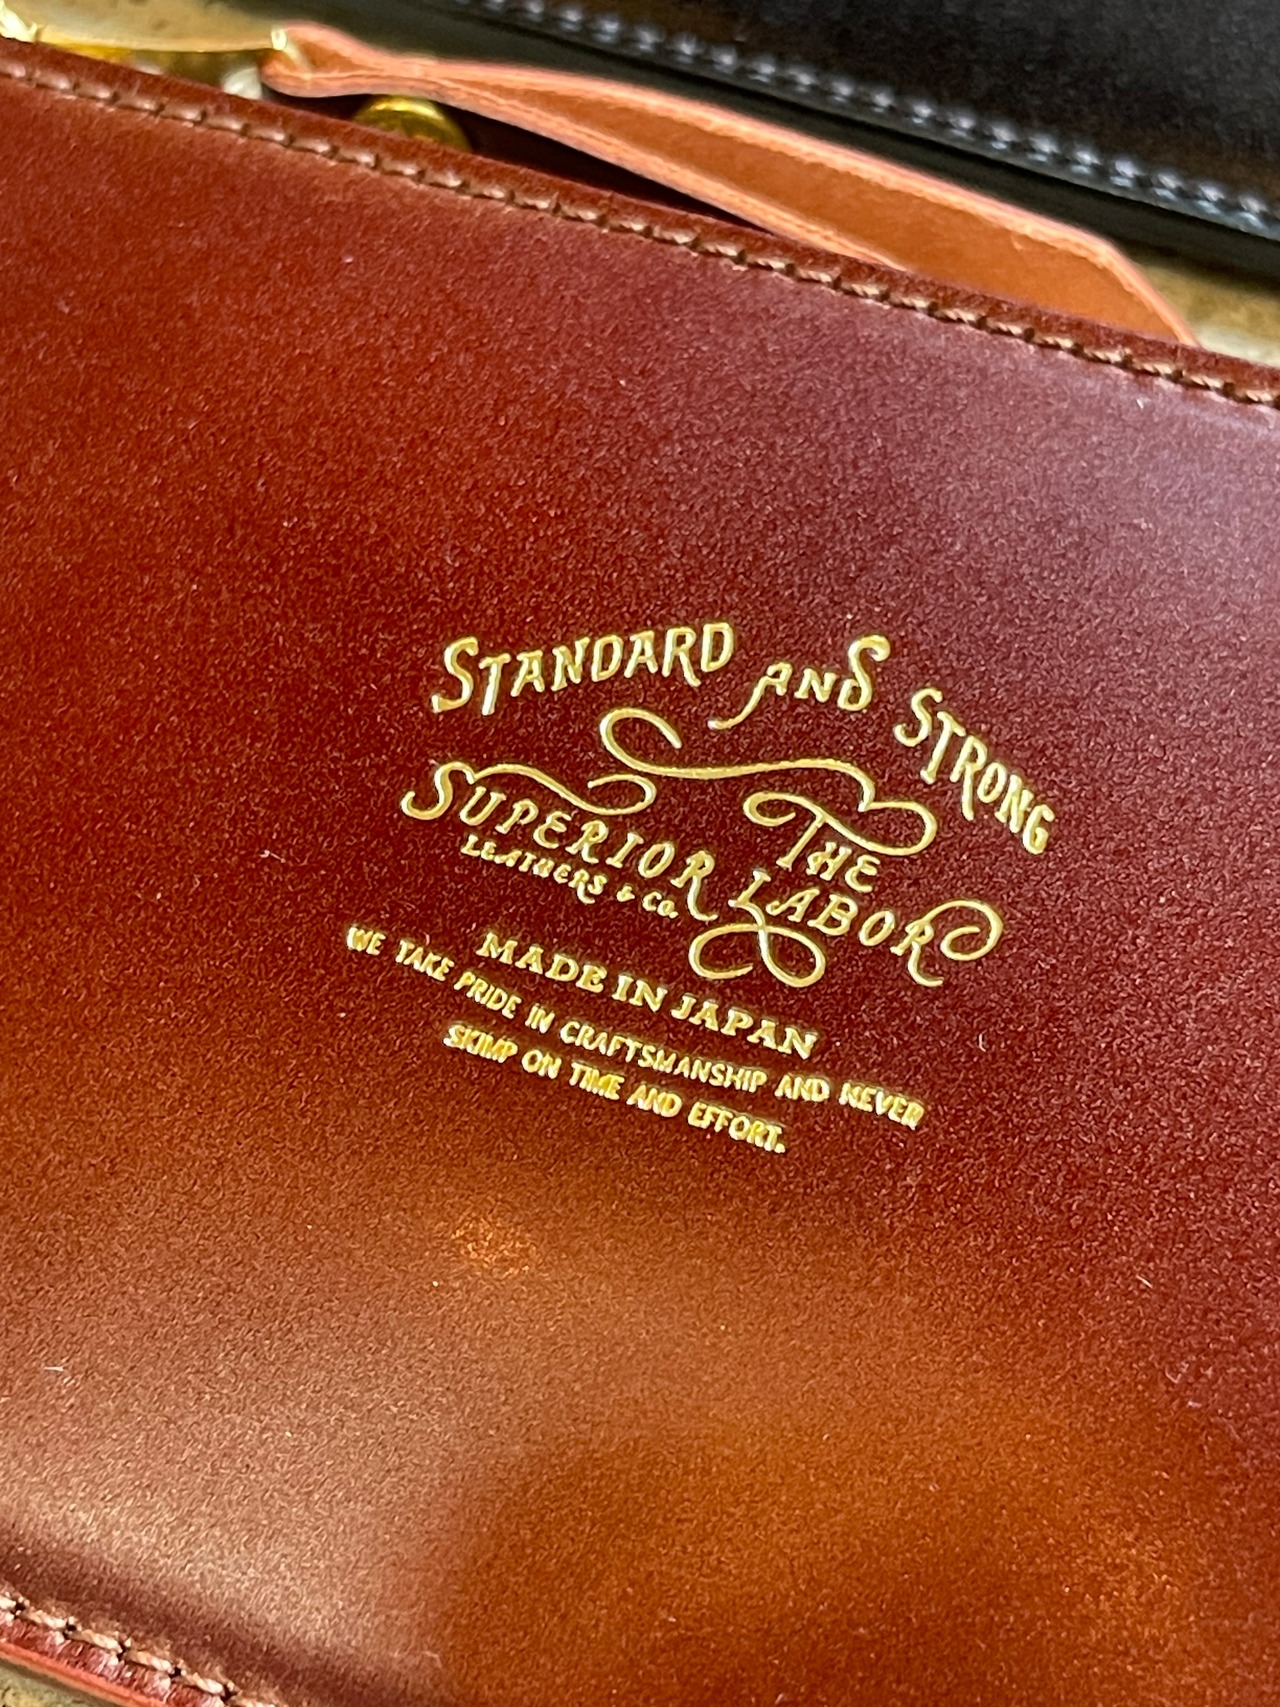 STANDARD AND STRONG
THE
SUPERIOR LABOR
LEATHERS & CO.
MADE IN JAPAN
WE TAKE PRIDE IN CRAFTSMANSHIP AND NEVER
SKIMP ON TIME AND EFFORT.